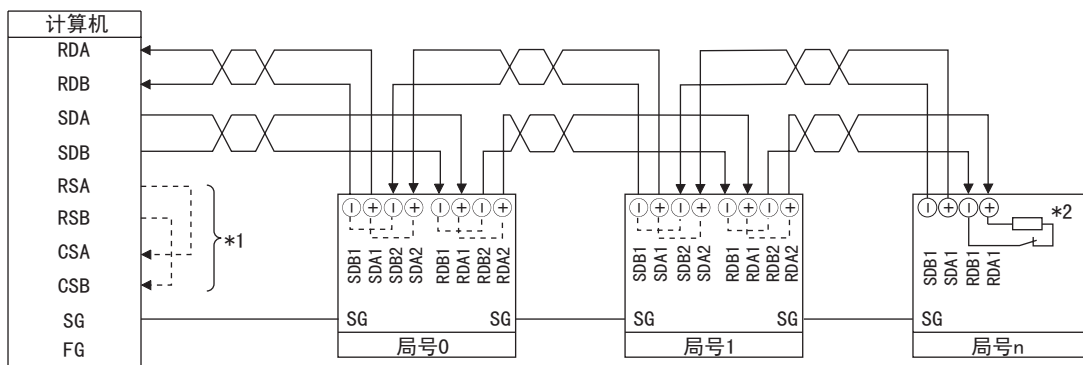 计算机
RDA
RDB
SDA
SDB
RSA
RSB
CSA
CSB
SG
FG
*1
SDB1
SDA1
SDB2
SDA2
RDB1
RDA1
RDB2
RDA2
SG
SG
局号0
SDB1
SDA1
SDB2
SDA2
RDB1
RDA1
RDB2
RDA2
SG
SG
局号1
*2
SDB1
SDA1
RDB1
RDA1
SG
局号n